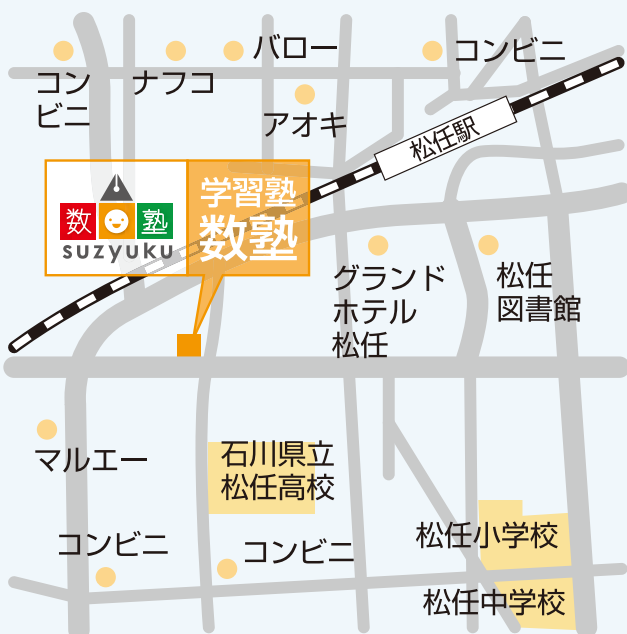 バロー
コンビニ
コン
ビニ
ナフコ
アオキ
松任駅
数 塾
suzyuku
学習塾
数塾
グランド
ホテル
松任
松任
図書館
マルエー
石川県立
松任高校
コンビニ
コンビニ
松任小学校
松任中学校